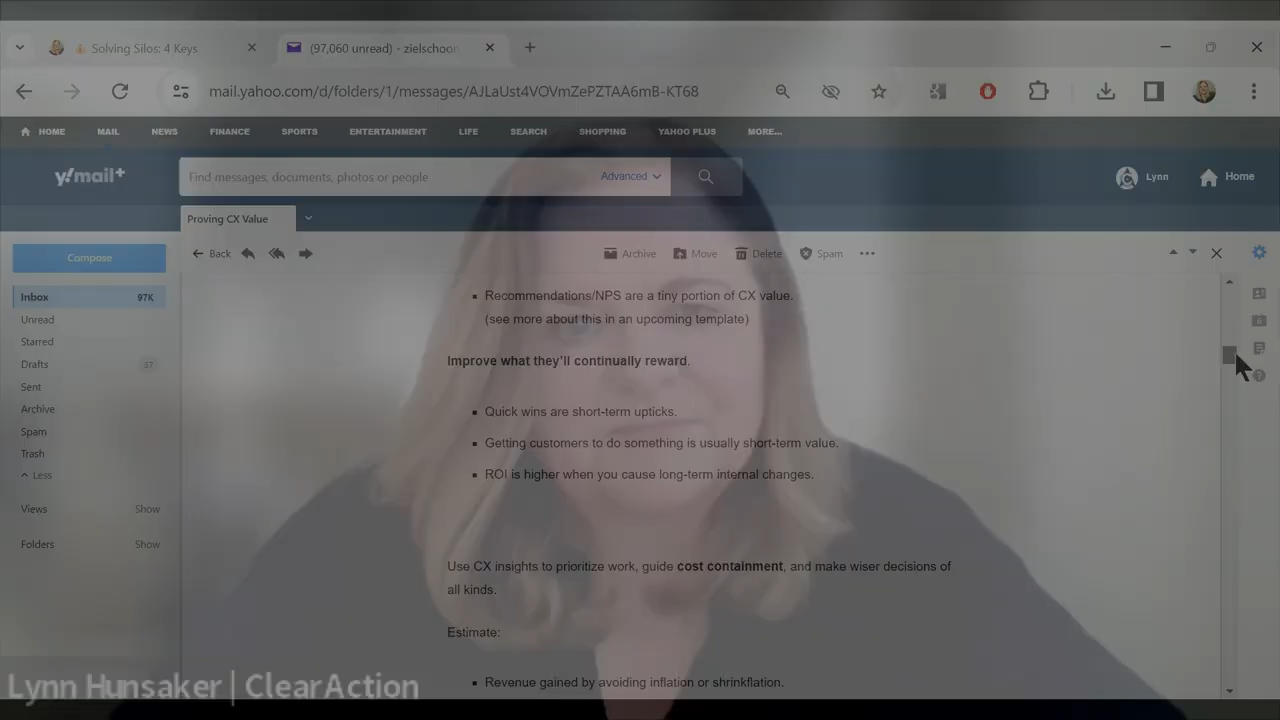 Solving Silos: 4 Keys
(97,060 unread) - zielschoon
mail.yahoo.com/d/folders/1/messages/AJLaUst4VOVmZePZTAA6mB-KT68
HOME MAIL NEWS FINANCE SPORTS ENTERTAINMENT LIFE SEARCH SHOPPING YAHOO PLUS MORE...
y!mail+
Find messages, documents, photos or people
Advanced
Lynn
Home
Proving CX Value
Compose
Back
Archive Move Delete Spam
Inbox 97K
Unread
Starred
Drafts 37
Sent
Archive
Spam
Trash
Less
Views Show
Folders Show
▪ Recommendations/NPS are a tiny portion of CX value.
(see more about this in an upcoming template)
Improve what they'll continually reward.
▪ Quick wins are short-term upticks.
▪ Getting customers to do something is usually short-term value.
▪ ROI is higher when you cause long-term internal changes.
Use CX insights to prioritize work, guide cost containment, and make wiser decisions of
all kinds.
Estimate:
▪ Revenue gained by avoiding inflation or shrinkflation.
Lynn Hunsaker | ClearAction